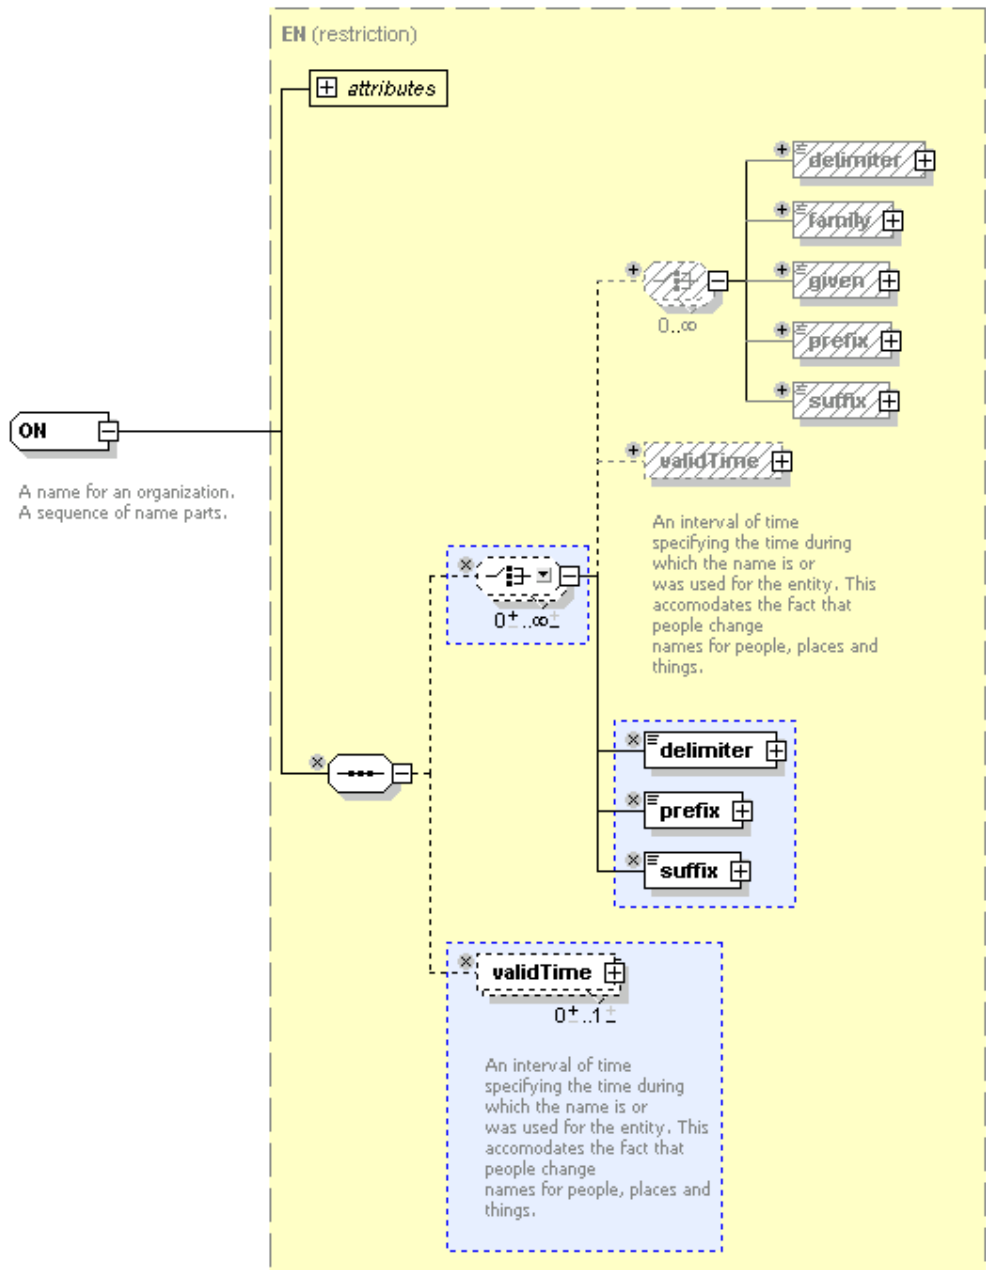 EN (restriction)
attributes
delimiter
family
given
0..∞
prefix
suffix
ON
validTime
A name for an organization.
A sequence of name parts.
An interval of time
specifying the time during
which the name is or
was used for the entity. This
accomodates the fact that
people change
names for people, places and
things.
0±..∞±
delimiter
prefix
suffix
validTime
0±..1±
An interval of time
specifying the time during
which the name is or
was used for the entity. This
accomodates the fact that
people change
names for people, places and
things.